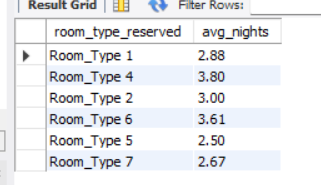 Result Grid Filter Rows:
room_type_reserved avg_nights
Room_Type 1 2.88
Room_Type 4 3.80
Room_Type 2 3.00
Room_Type 6 3.61
Room_Type 5 2.50
Room_Type 7 2.67